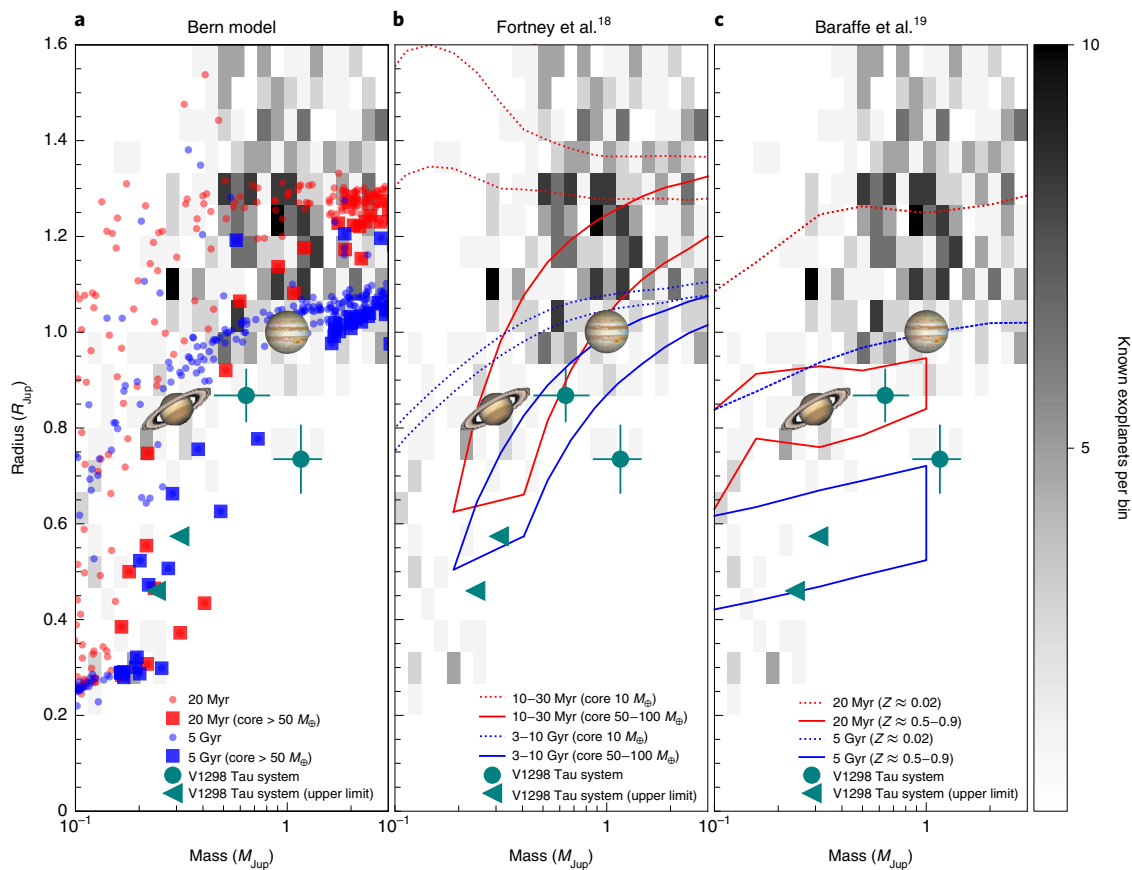 a
Bern model
b
Fortney et al.¹⁸
c
Baraffe et al.¹⁹
1.6
1.4
1.2
1.0
0.8
0.6
0.4
0.2
0
Radius (R_Jup)
20 Myr
20 Myr (core > 50 M⊕)
5 Gyr
5 Gyr (core > 50 M⊕)
V1298 Tau system
V1298 Tau system (upper limit)
10–30 Myr (core 10 M⊕)
10–30 Myr (core 50–100 M⊕)
3–10 Gyr (core 10 M⊕)
3–10 Gyr (core 50–100 M⊕)
V1298 Tau system
V1298 Tau system (upper limit)
20 Myr (Z ≈ 0.02)
20 Myr (Z ≈ 0.5–0.9)
5 Gyr (Z ≈ 0.02)
5 Gyr (Z ≈ 0.5–0.9)
V1298 Tau system
V1298 Tau system (upper limit)
10⁻¹
1
10⁻¹
1
10⁻¹
1
Mass (M_Jup)
Mass (M_Jup)
Mass (M_Jup)
10
5
Known exoplanets per bin